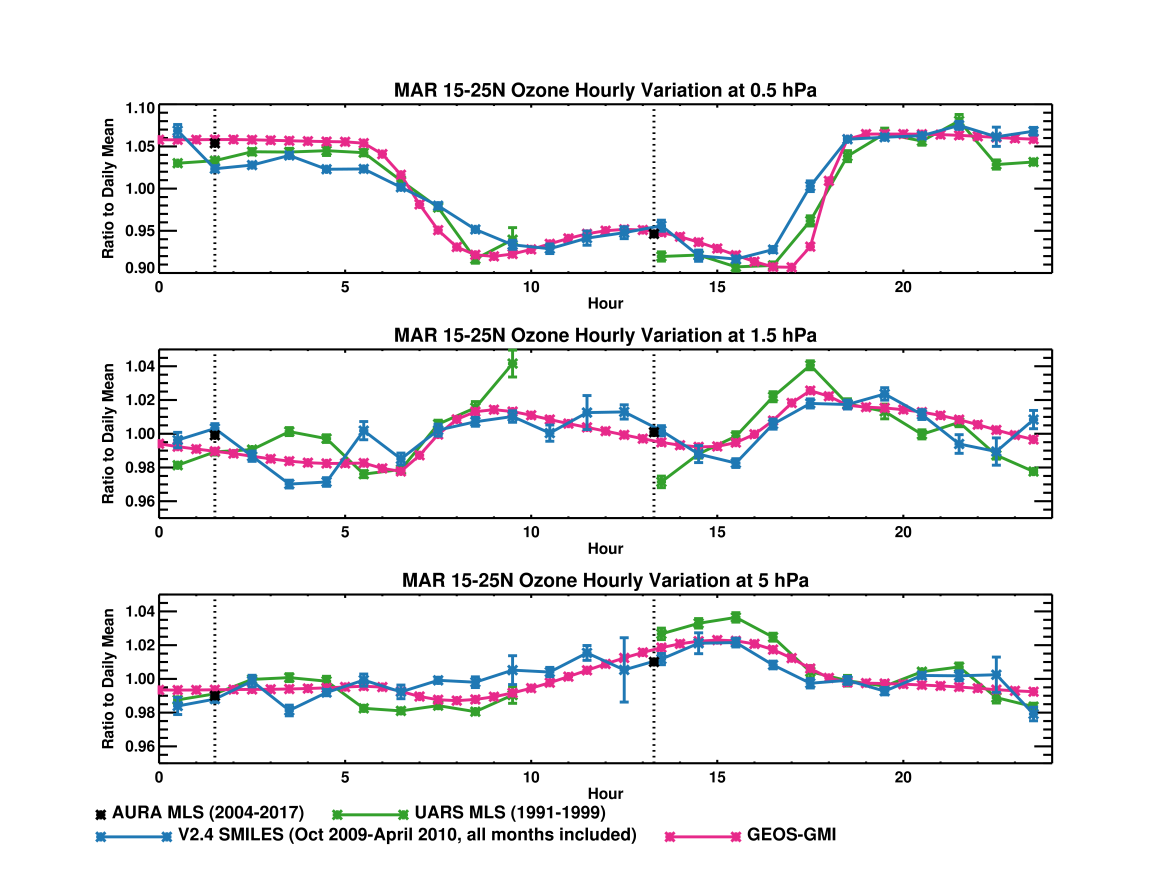 MAR 15-25N Ozone Hourly Variation at 0.5 hPa
Ratio to Daily Mean
1.10
1.05
1.00
0.95
0.90
0 5 10 15 20
Hour
MAR 15-25N Ozone Hourly Variation at 1.5 hPa
Ratio to Daily Mean
1.04
1.02
1.00
0.98
0.96
0 5 10 15 20
Hour
MAR 15-25N Ozone Hourly Variation at 5 hPa
Ratio to Daily Mean
1.04
1.02
1.00
0.98
0.96
0 5 10 15 20
Hour
AURA MLS (2004-2017) UARS MLS (1991-1999)
V2.4 SMILES (Oct 2009-April 2010, all months included) GEOS-GMI